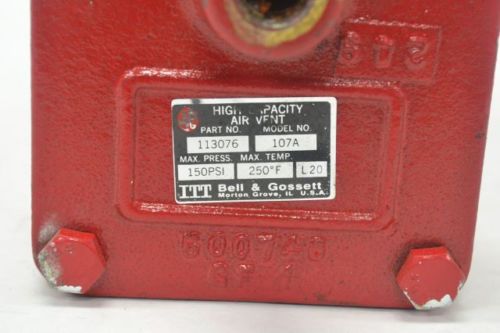 HIGH CAPACITY
AIR VENT
PART NO. MODEL NO.
113076 107A
MAX. PRESS. MAX. TEMP.
150PSI 250°F L20
ITT Bell & Gossett
Morton Grove, IL U.S.A.